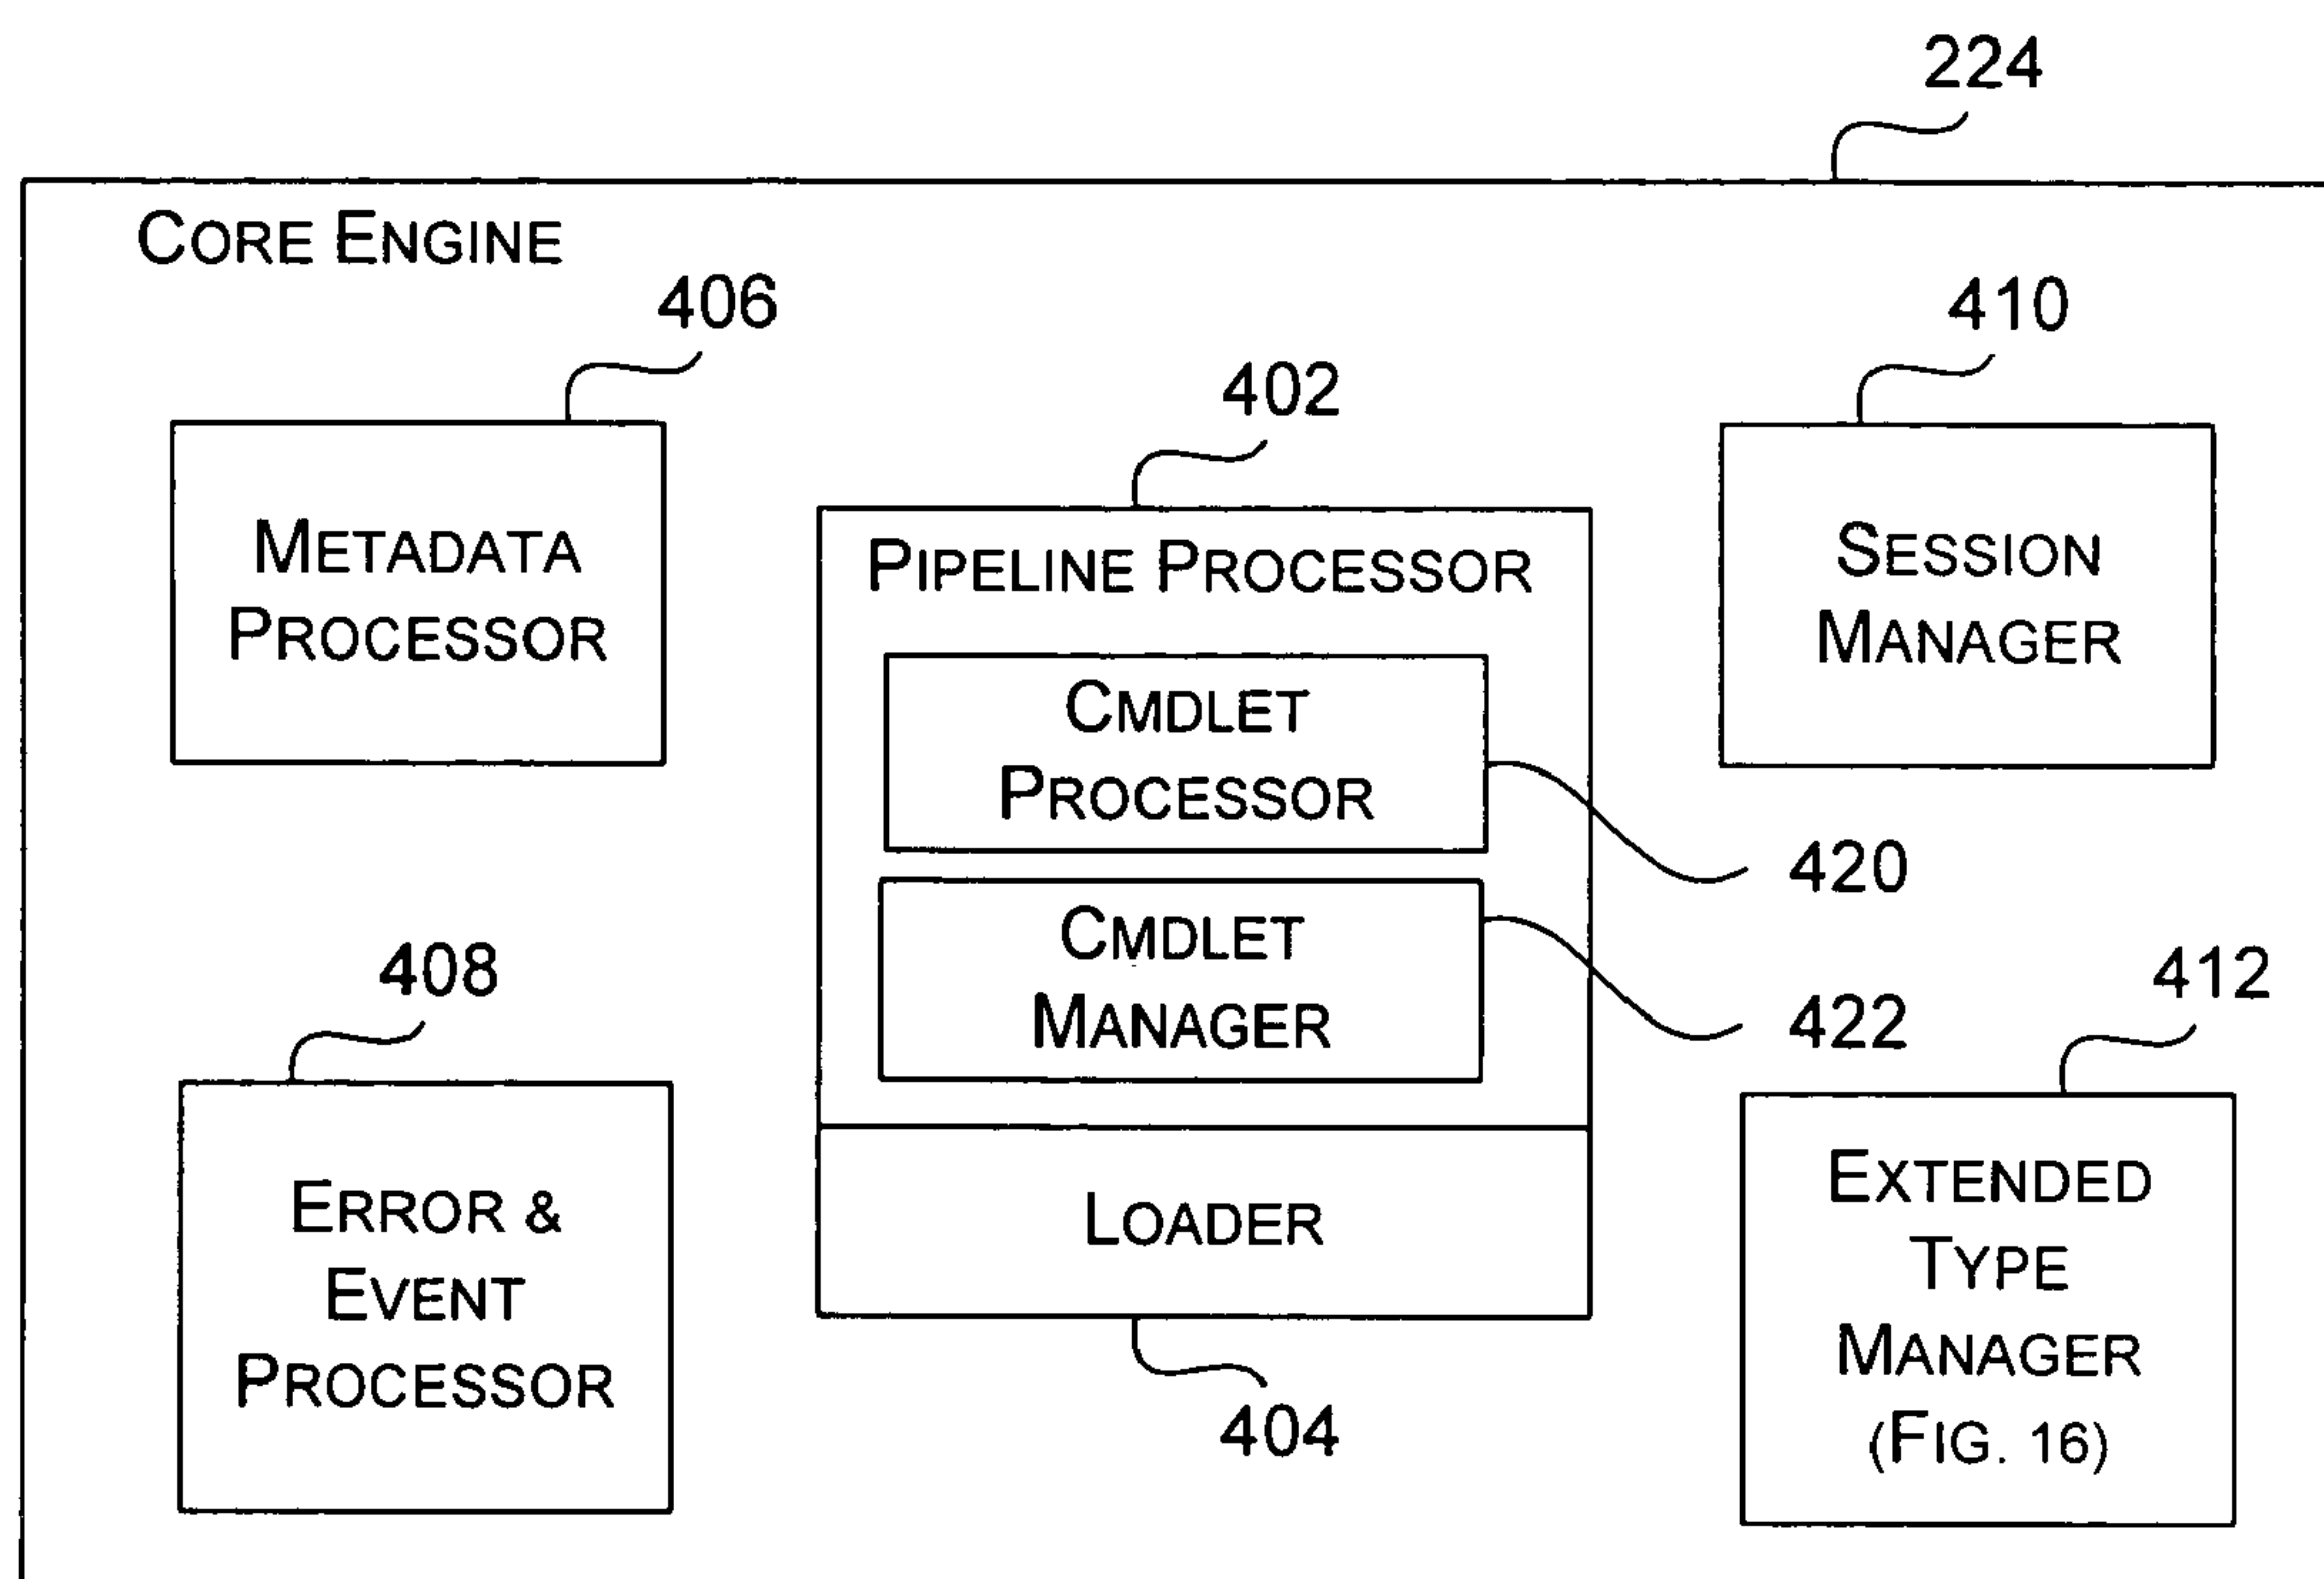 224
CORE ENGINE
406
410
402
METADATA
PROCESSOR
PIPELINE PROCESSOR
SESSION
MANAGER
CMDLET
PROCESSOR
420
CMDLET
MANAGER
422
408
412
ERROR &
EVENT
PROCESSOR
LOADER
404
EXTENDED
TYPE
MANAGER
(FIG. 16)